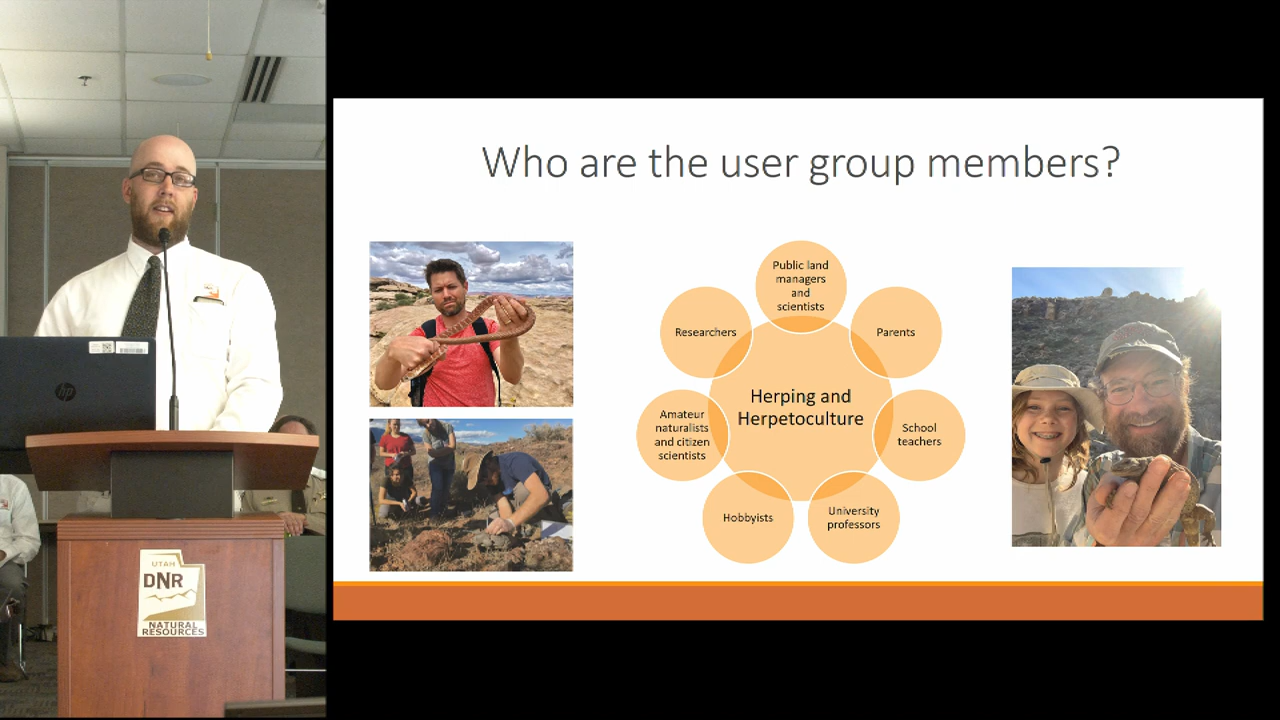 Who are the user group members?
Public land
managers
and
scientists
Researchers
Parents
Herping and
Herpetoculture
Amateur
naturalists
and citizen
scientists
School
teachers
Hobbyists
University
professors
hp
UTAH
DNR
NATURAL
RESOURCES